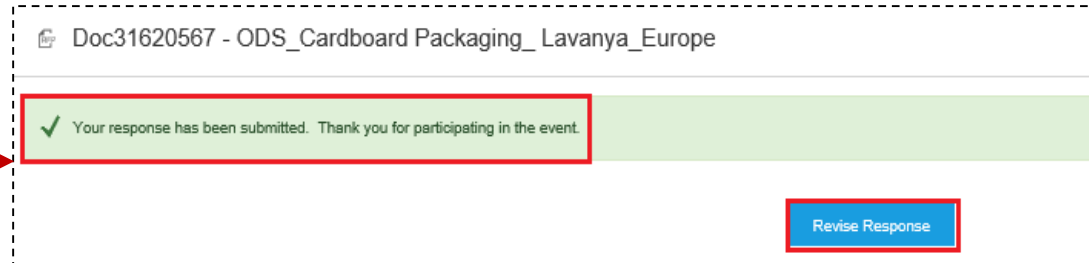 Doc31620567 - ODS_Cardboard Packaging_ Lavanya_Europe
Your response has been submitted. Thank you for participating in the event.
Revise Response